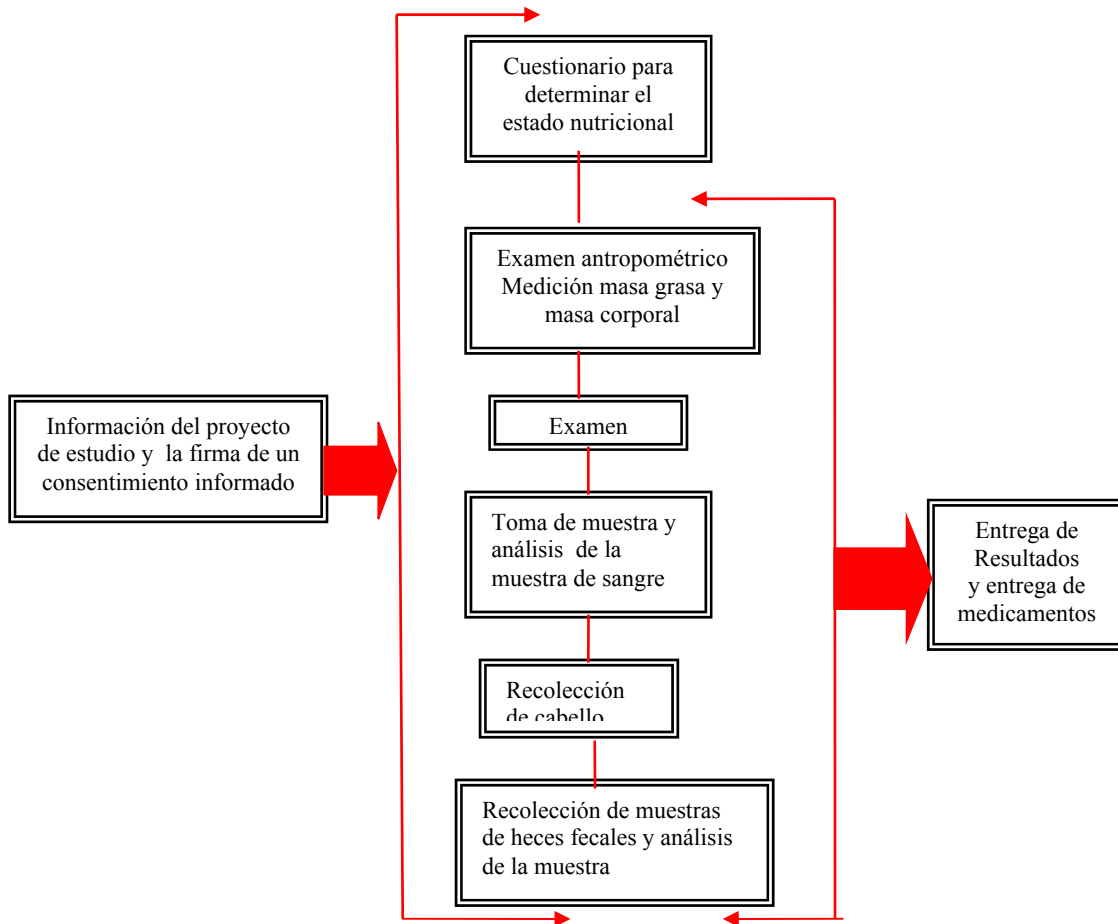 Cuestionario para
determinar el
estado nutricional
Examen antropométrico
Medición masa grasa y
masa corporal
Examen
Información del proyecto
de estudio y la firma de un
consentimiento informado
Toma de muestra y
análisis de la
muestra de sangre
Entrega de
Resultados
y entrega de
medicamentos
Recolección
de cabello
Recolección de muestras
de heces fecales y análisis
de la muestra